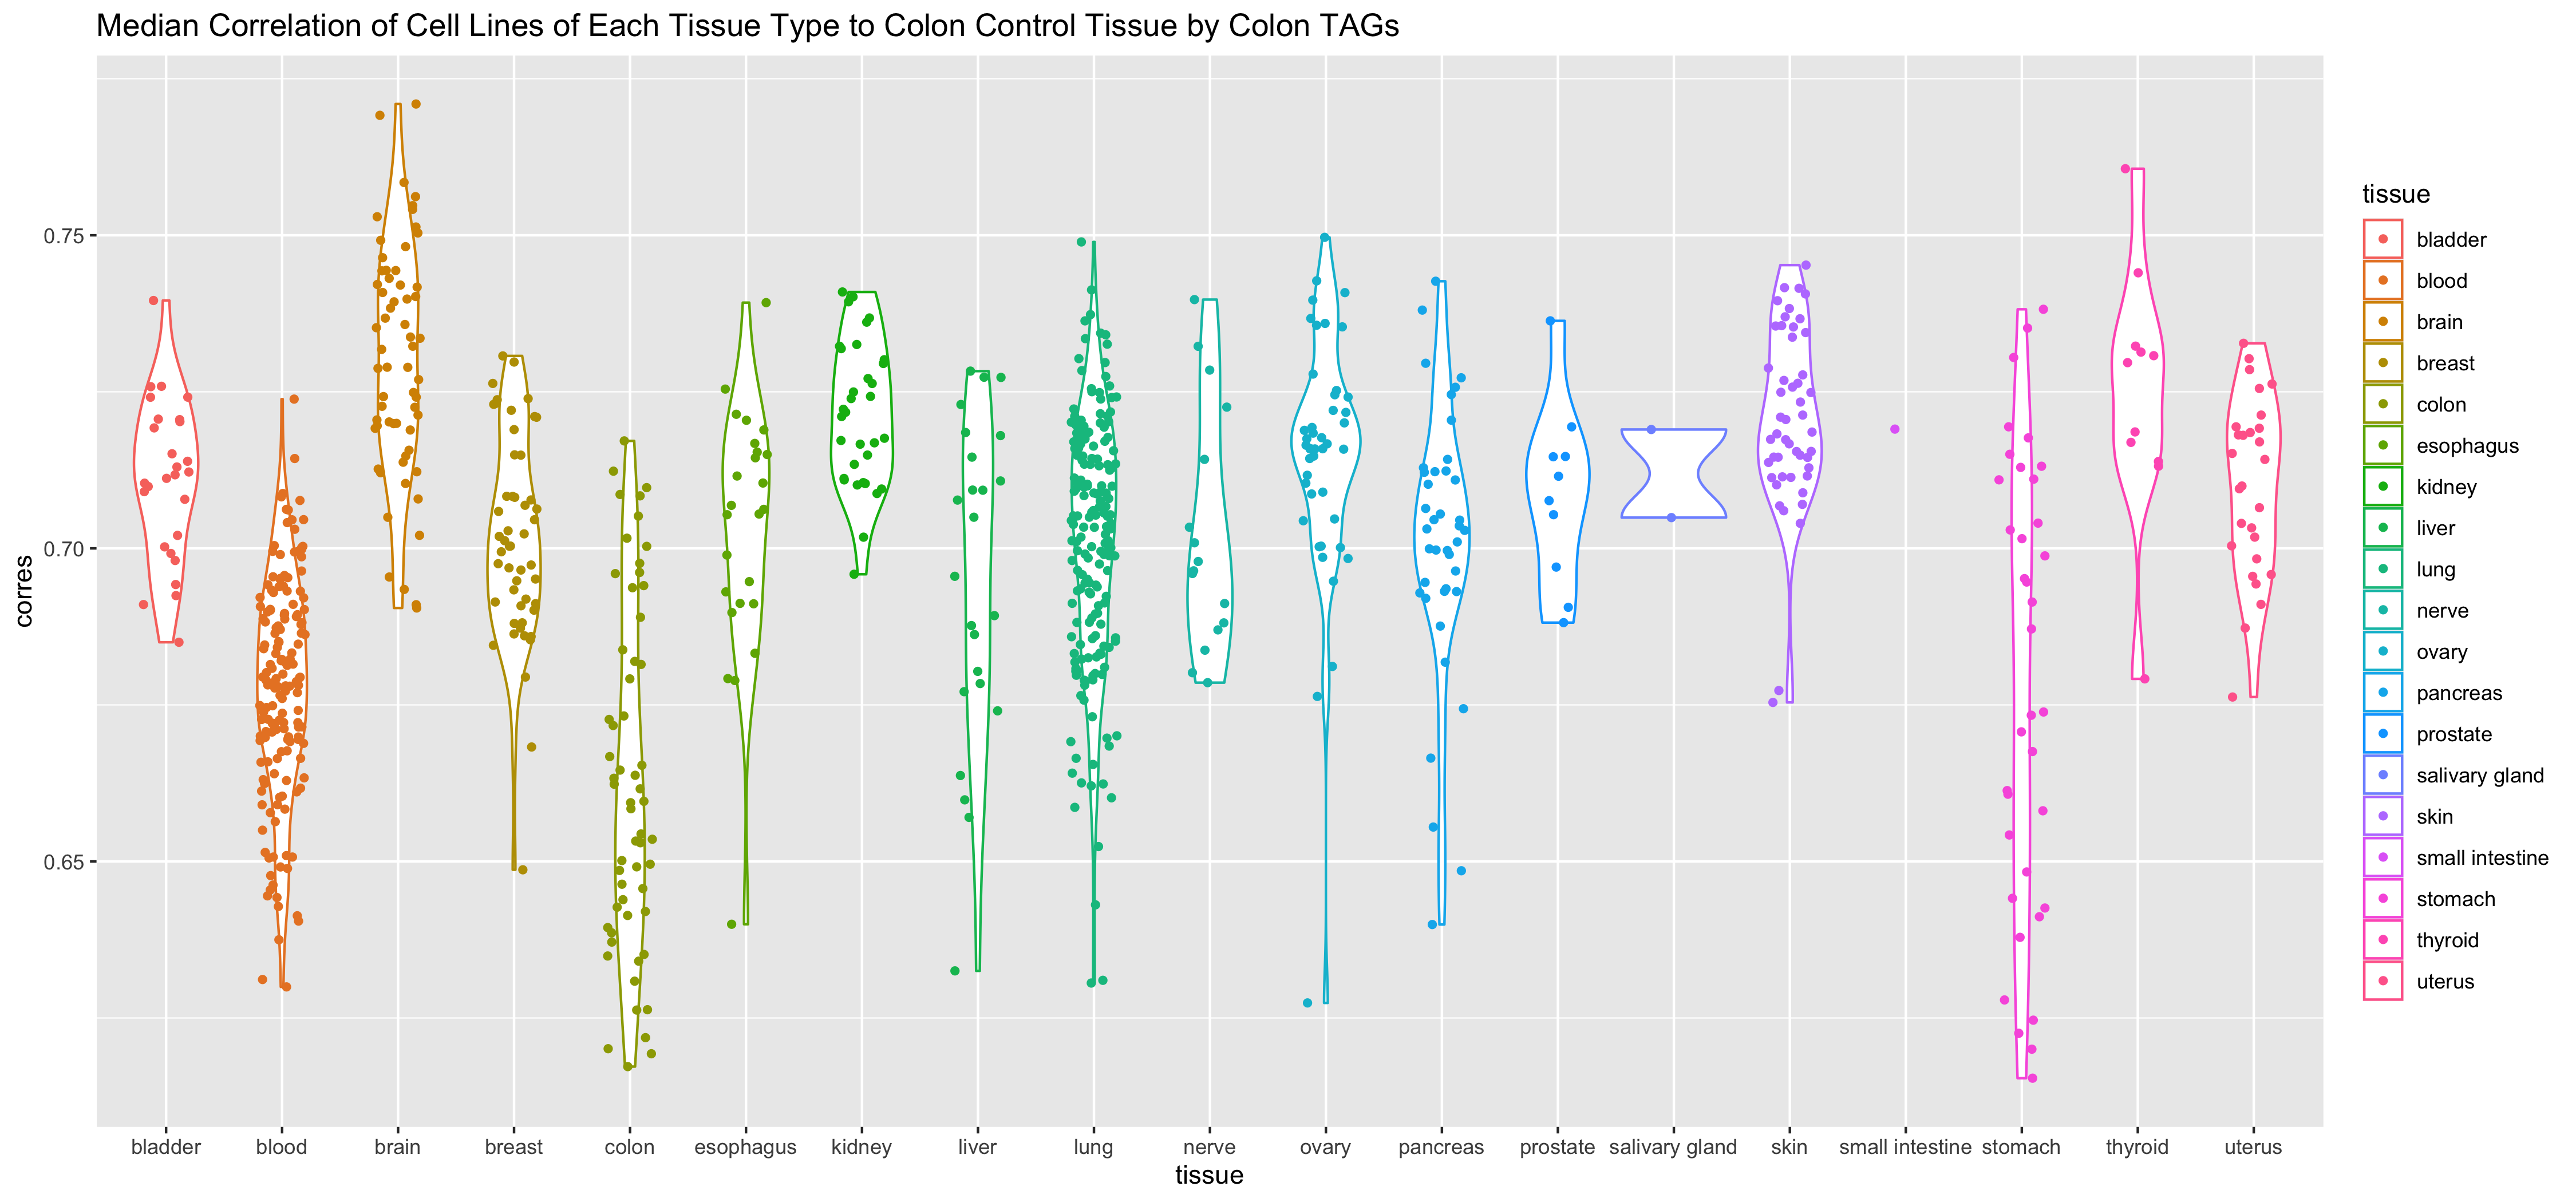 Median Correlation of Cell Lines of Each Tissue Type to Colon Control Tissue by Colon TAGs
corres
0.75
0.70
0.65
bladder blood brain breast colon esophagus kidney liver lung nerve ovary pancreas prostate salivary gland skin small intestine stomach thyroid uterus
tissue
tissue
bladder
blood
brain
breast
colon
esophagus
kidney
liver
lung
nerve
ovary
pancreas
prostate
salivary gland
skin
small intestine
stomach
thyroid
uterus